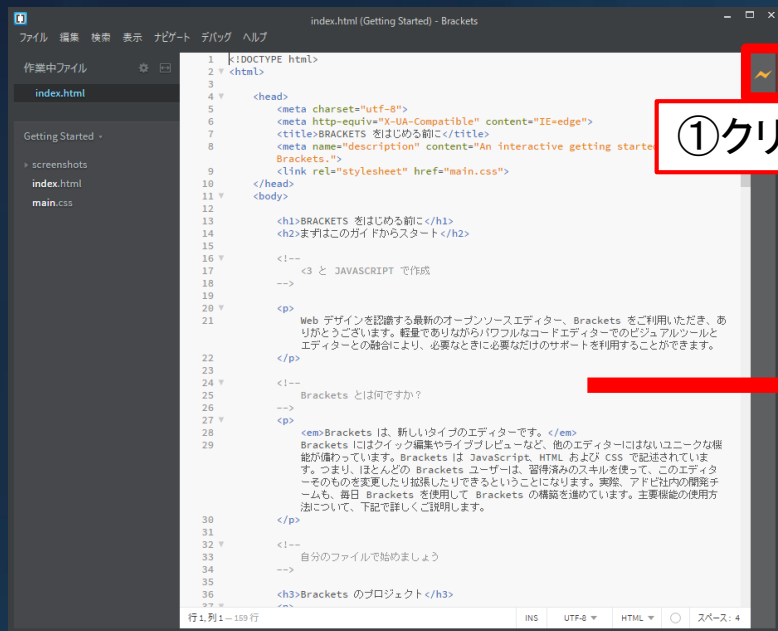 index.html (Getting Started) - Brackets
ファイル 編集 検索 表示 ナビゲート デバッグ ヘルプ
作業中ファイル
index.html
Getting Started
screenshots
index.html
main.css
1 <!DOCTYPE html>
2 <html>
3
4 <head>
5 <meta charset="utf-8">
6 <meta http-equiv="X-UA-Compatible" content="IE=edge">
7 <title>BRACKETS をはじめる前に</title>
8 <meta name="description" content="An interactive getting started
Brackets.">
9 <link rel="stylesheet" href="main.css">
10 </head>
11 <body>
12
13 <h1>BRACKETS をはじめる前に</h1>
14 <h2>まずはこのガイドからスタート</h2>
15
16 <!--
17 <3 と JAVASCRIPT で作成
18 -->
19
20 <p>
21 Web デザインを認識する最新のオープンソースエディター、Brackets をご利用いただき、あ
りがとうございます。軽量でありながらパワフルなコードエディターでのビジュアルツールと
エディターとの融合により、必要なときに必要なだけのサポートを利用することができます。
22 </p>
23
24 <!--
25 Brackets とは何ですか？
26 -->
27 <p>
28 <em>Brackets は、新しいタイプのエディターです。</em>
29 Brackets にはクイック編集やライブプレビューなど、他のエディターにはないユニークな機
能が備わっています。Brackets は JavaScript、HTML および CSS で記述されていま
す。つまり、ほとんどの Brackets ユーザーは、習得済みのスキルを使って、このエディタ
ーそのものを変更したり拡張したりできるということになります。実際、アドビ社内の開発チ
ームも、毎日 Brackets を使用して Brackets の構築を進めています。主要機能の使用方
法について、下記で詳しくご説明します。
30 </p>
31
32 <!--
33 自分のファイルで始めましょう
34 -->
35
36 <h3>Brackets のプロジェクト</h3>
37 <p>
行 1, 列 1 — 159 行
INS UTF-8 HTML スペース: 4
①クリ